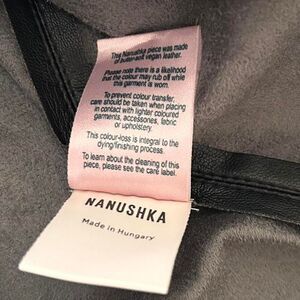 This Nanushka piece was made
of butter-soft vegan leather.
Please note there is a likelihood
that the colour may rub off while
this garment is worn.
To prevent colour transfer,
care should be taken when placing
in contact with lighter coloured
garments, accessories, fabric
or upholstery.
This colour-loss is integral to the
dying/finishing process.
To learn about the cleaning of this
piece, please see the care label.
NANUSHKA
Made in Hungary